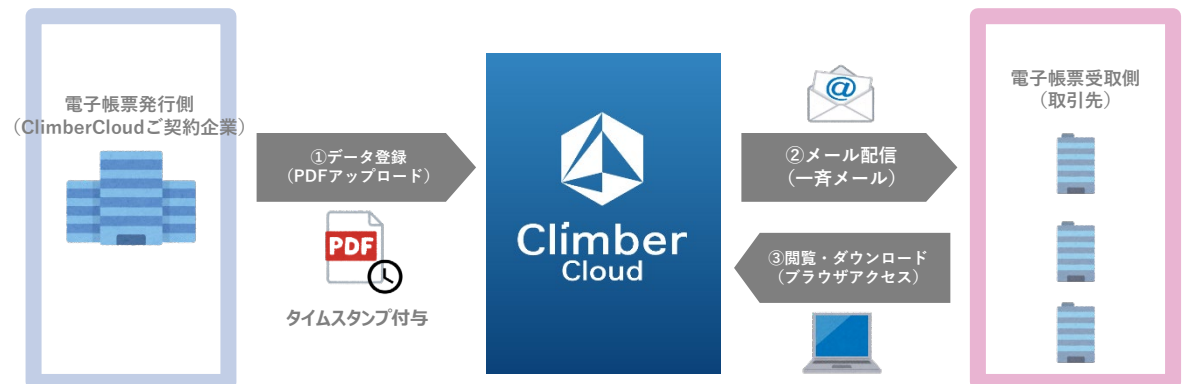 電子帳票発行側
（ClimberCloudご契約企業）
①データ登録
（PDFアップロード）
PDF
タイムスタンプ付与
Climber
Cloud
@
②メール配信
（一斉メール）
③閲覧・ダウンロード
（ブラウザアクセス）
電子帳票受取側
（取引先）